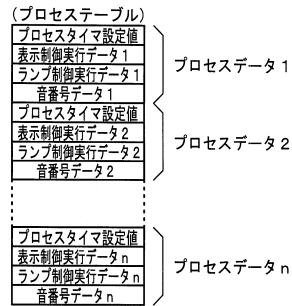 (プロセステーブル)
プロセスタイマ設定値
表示制御実行データ1
ランプ制御実行データ1
音番号データ1
プロセスデータ1
プロセスタイマ設定値
表示制御実行データ2
ランプ制御実行データ2
音番号データ2
プロセスデータ2
プロセスタイマ設定値
表示制御実行データn
ランプ制御実行データn
音番号データn
プロセスデータn